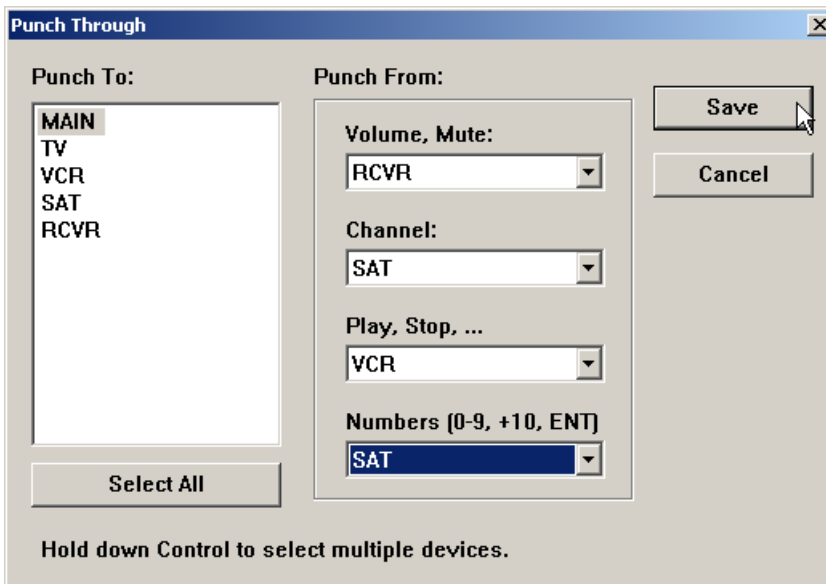 Punch Through
Punch To:
MAIN
TV
VCR
SAT
RCVR
Select All
Punch From:
Volume, Mute:
RCVR
Channel:
SAT
Play, Stop, ...
VCR
Numbers (0-9, +10, ENT)
SAT
Save
Cancel
Hold down Control to select multiple devices.